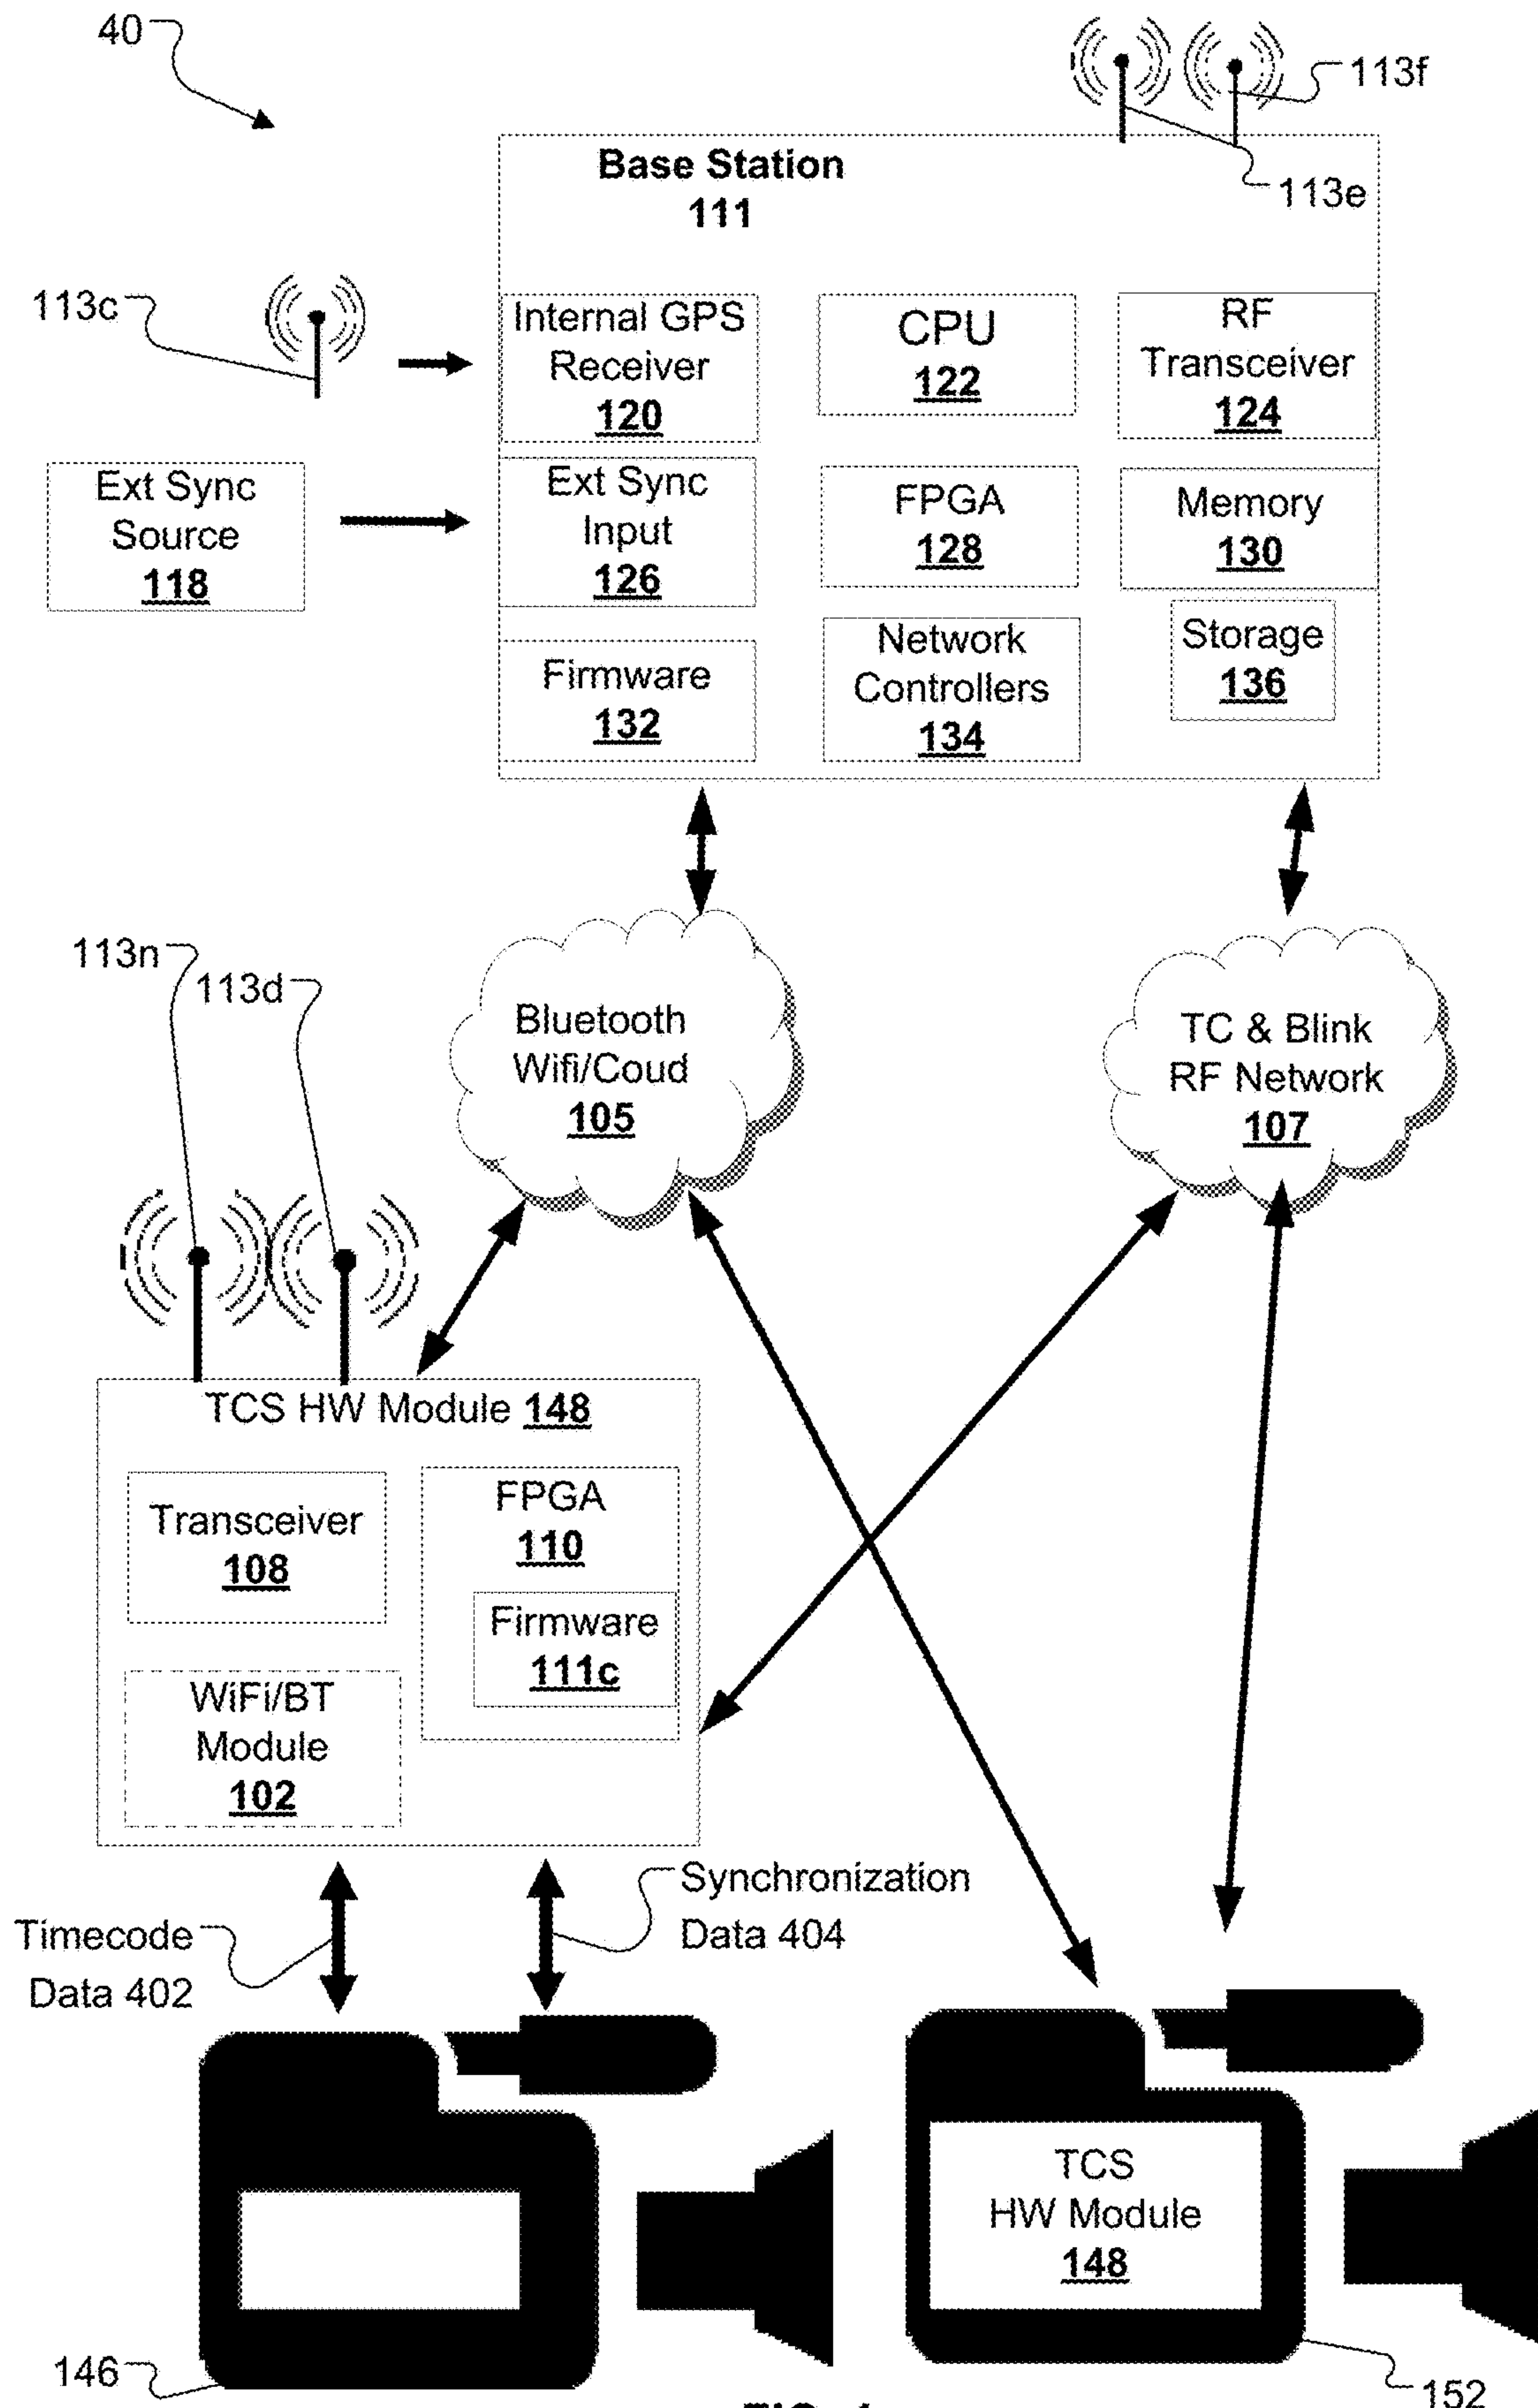 40
113f
113e
Base Station
111
113c
Internal GPS
Receiver
120
CPU
122
RF
Transceiver
124
Ext Sync
Source
118
Ext Sync
Input
126
FPGA
128
Memory
130
Firmware
132
Network
Controllers
134
Storage
136
113n
113d
Bluetooth
Wifi/Coud
105
TC & Blink
RF Network
107
TCS HW Module 148
Transceiver
108
FPGA
110
Firmware
111c
WiFi/BT
Module
102
Timecode
Data 402
Synchronization
Data 404
TCS
HW Module
148
146
152